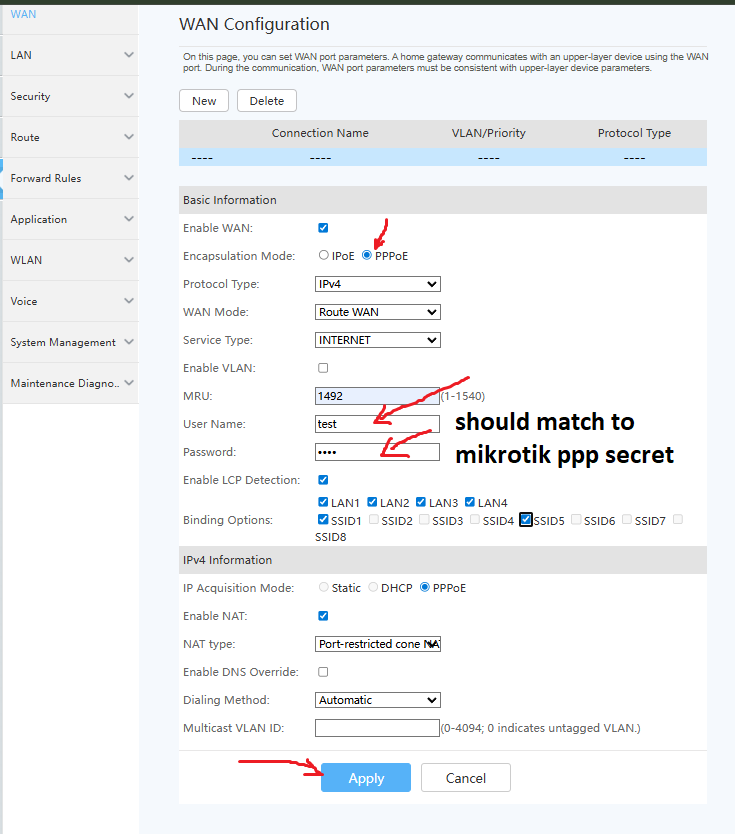 WAN
LAN
Security
Route
Forward Rules
Application
WLAN
Voice
System Management
Maintenance Diagno..
WAN Configuration
On this page, you can set WAN port parameters. A home gateway communicates with an upper-layer device using the WAN
port. During the communication, WAN port parameters must be consistent with upper-layer device parameters.
New Delete
Connection Name VLAN/Priority Protocol Type
---- ---- ---- ----
Basic Information
Enable WAN:
Encapsulation Mode: IPoE PPPoE
Protocol Type: IPv4
WAN Mode: Route WAN
Service Type: INTERNET
Enable VLAN:
MRU: 1492 (1-1540)
User Name: test
Password: ••••
should match to
mikrotik ppp secret
Enable LCP Detection:
LAN1 LAN2 LAN3 LAN4
Binding Options: SSID1 SSID2 SSID3 SSID4 SSID5 SSID6 SSID7
SSID8
IPv4 Information
IP Acquisition Mode: Static DHCP PPPoE
Enable NAT:
NAT type: Port-restricted cone NA
Enable DNS Override:
Dialing Method: Automatic
Multicast VLAN ID: (0-4094; 0 indicates untagged VLAN.)
Apply Cancel